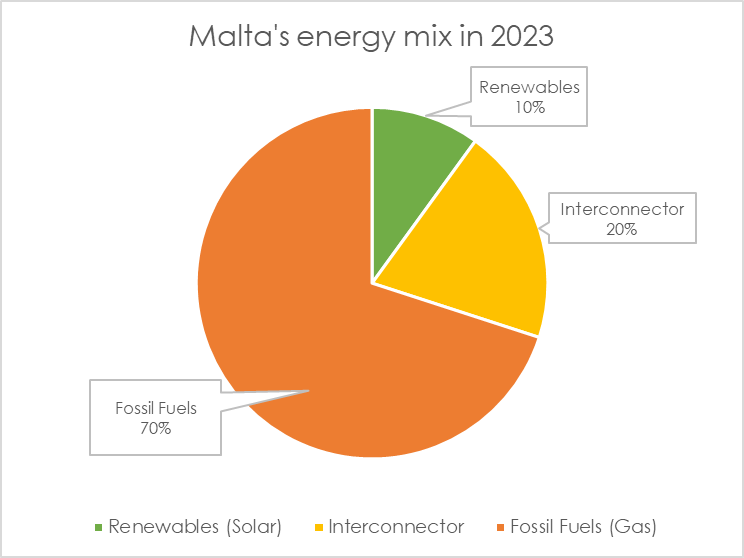 Malta's energy mix in 2023
Renewables
10%
Interconnector
20%
Fossil Fuels
70%
Renewables (Solar)
Interconnector
Fossil Fuels (Gas)